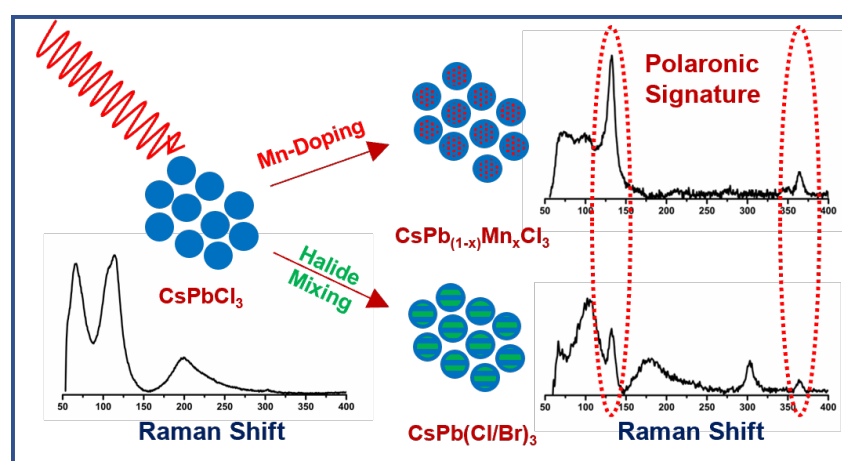 Polaronic
Signature
Mn-Doping
50 100 150 200 250 300 350 400
CsPb(1-x)MnxCl3
Halide
Mixing
CsPbCl3
50 100 150 200 250 300 350 400
Raman Shift
CsPb(Cl/Br)3
50 100 150 200 250 300 350 400
Raman Shift